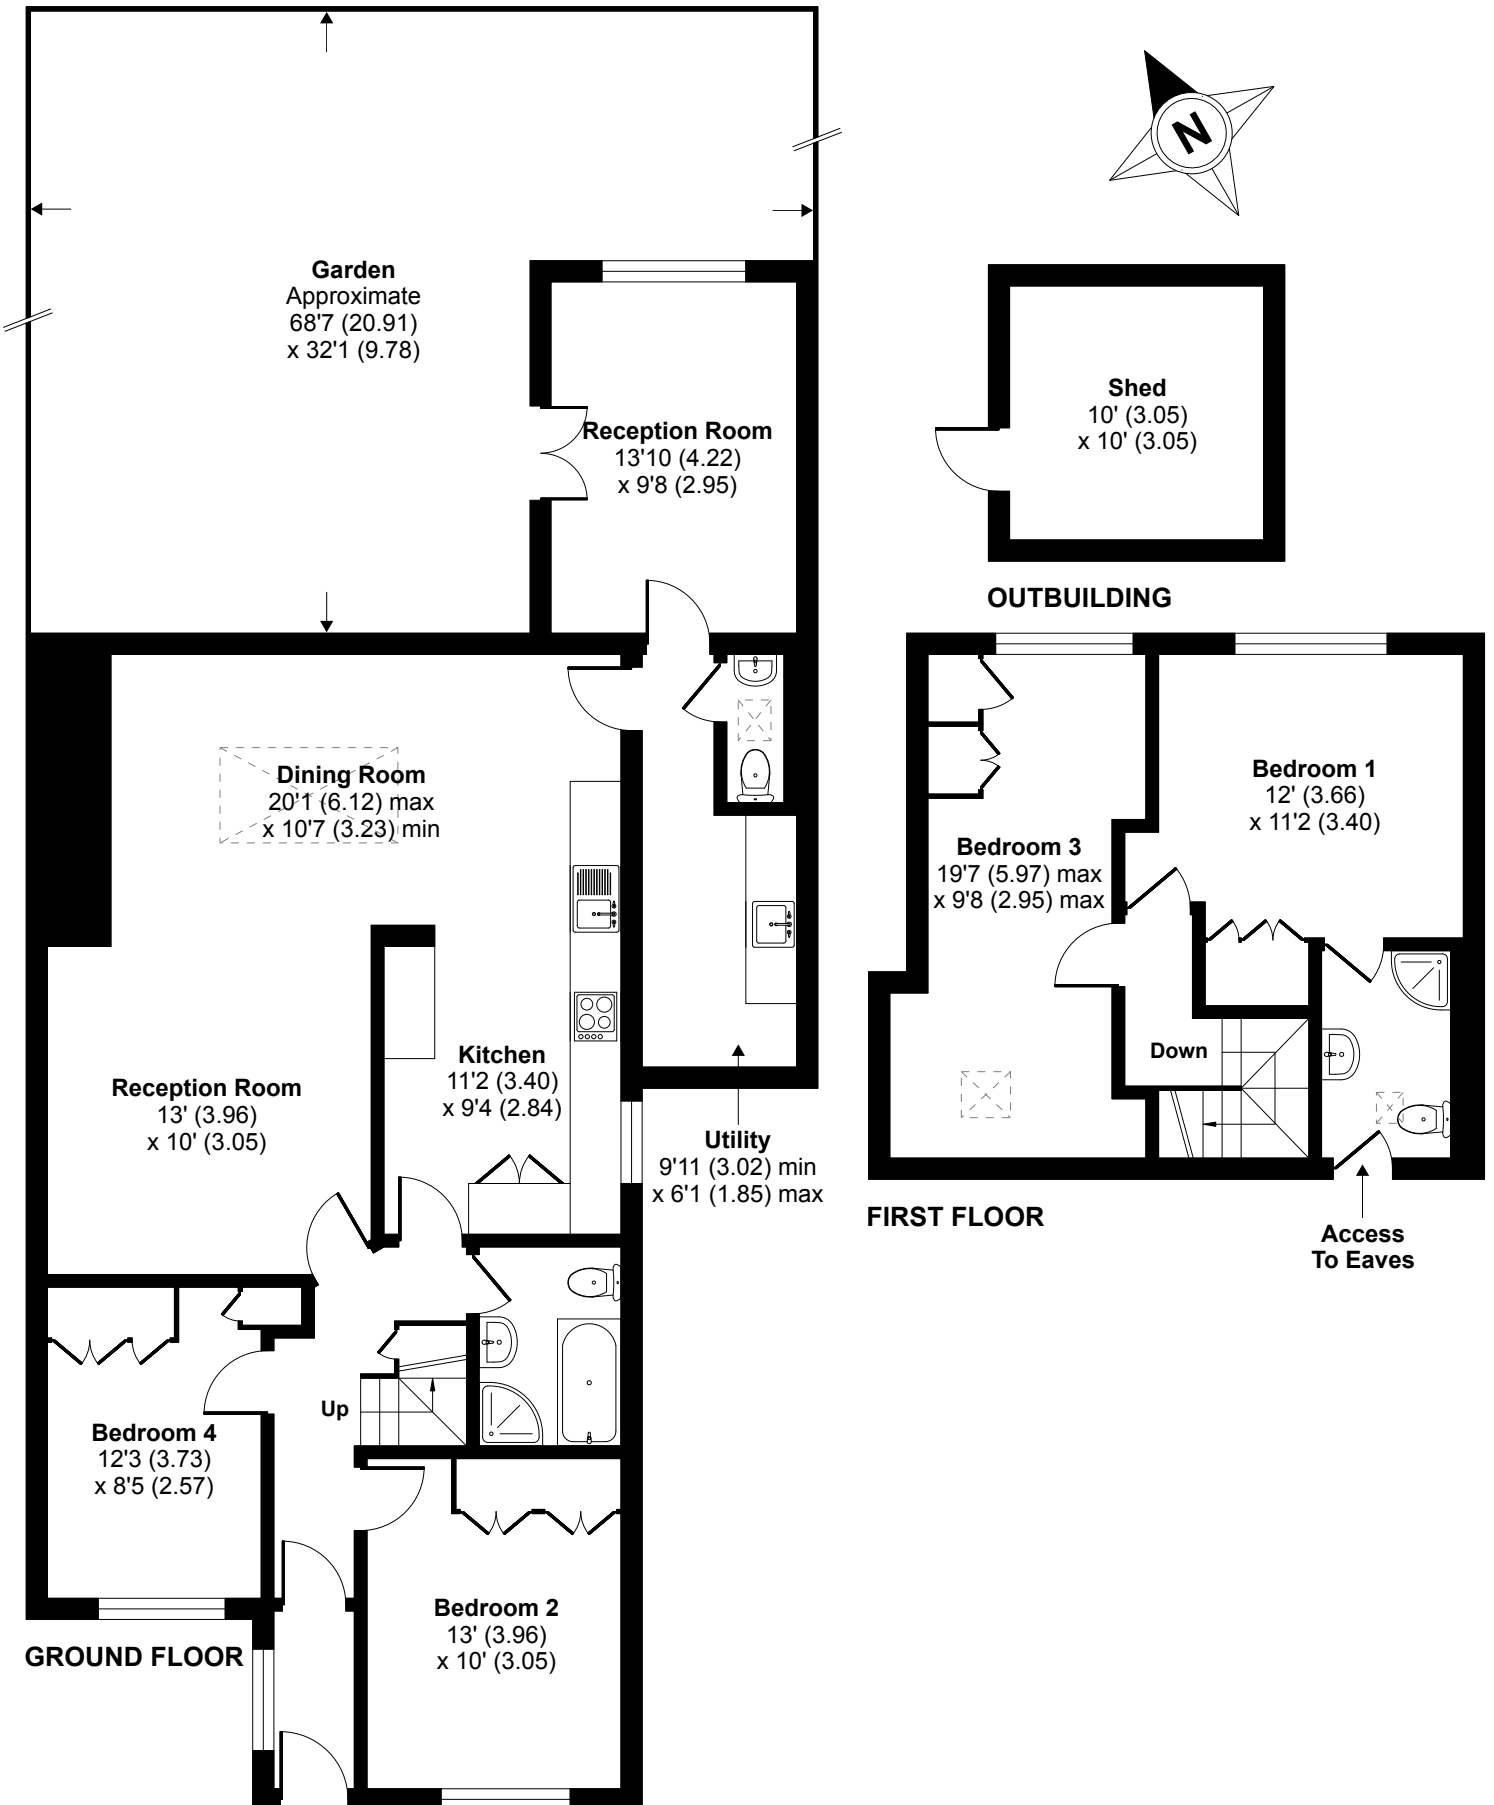 N
Garden
Approximate
68'7 (20.91)
x 32'1 (9.78)
Reception Room
13'10 (4.22)
x 9'8 (2.95)
Shed
10' (3.05)
x 10' (3.05)
OUTBUILDING
Dining Room
20'1 (6.12) max
x 10'7 (3.23) min
Bedroom 1
12' (3.66)
x 11'2 (3.40)
Bedroom 3
19'7 (5.97) max
x 9'8 (2.95) max
Down
Kitchen
11'2 (3.40)
x 9'4 (2.84)
Reception Room
13' (3.96)
x 10' (3.05)
Utility
9'11 (3.02) min
x 6'1 (1.85) max
FIRST FLOOR
Access
To Eaves
Up
Bedroom 4
12'3 (3.73)
x 8'5 (2.57)
Bedroom 2
13' (3.96)
x 10' (3.05)
GROUND FLOOR